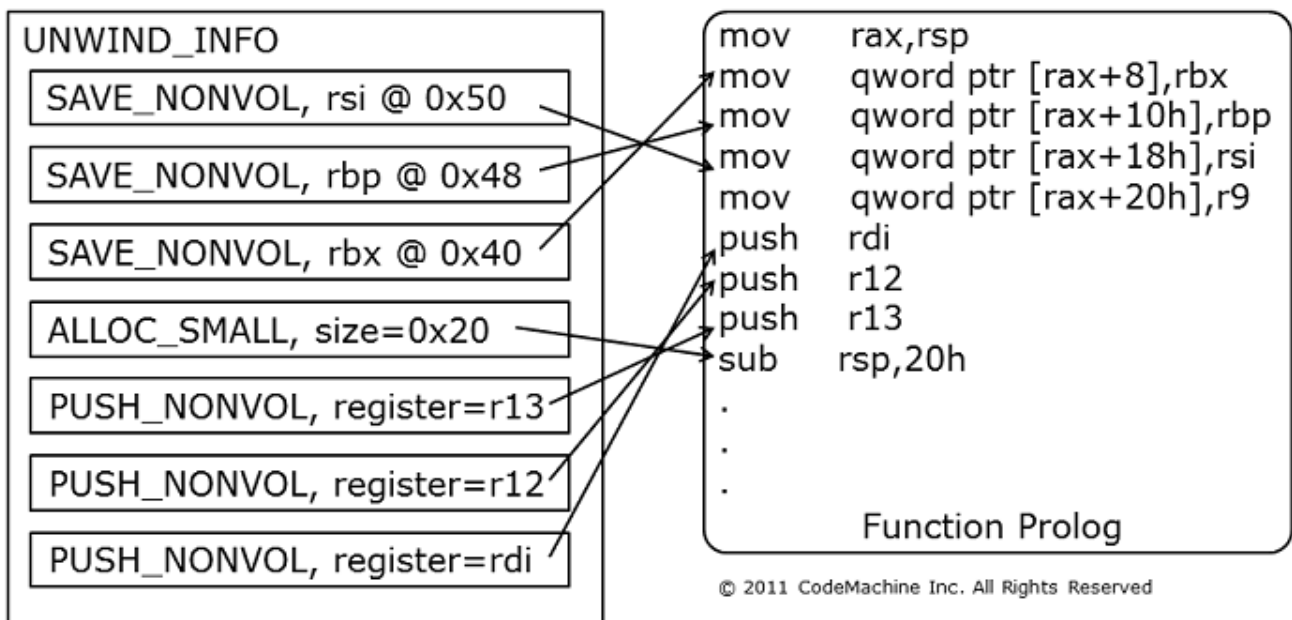 UNWIND_INFO
SAVE_NONVOL, rsi @ 0x50
SAVE_NONVOL, rbp @ 0x48
SAVE_NONVOL, rbx @ 0x40
ALLOC_SMALL, size=0x20
PUSH_NONVOL, register=r13
PUSH_NONVOL, register=r12
PUSH_NONVOL, register=rdi
mov rax,rsp
mov qword ptr [rax+8],rbx
mov qword ptr [rax+10h],rbp
mov qword ptr [rax+18h],rsi
mov qword ptr [rax+20h],r9
push rdi
push r12
push r13
sub rsp,20h
.
.
.
Function Prolog
© 2011 CodeMachine Inc. All Rights Reserved